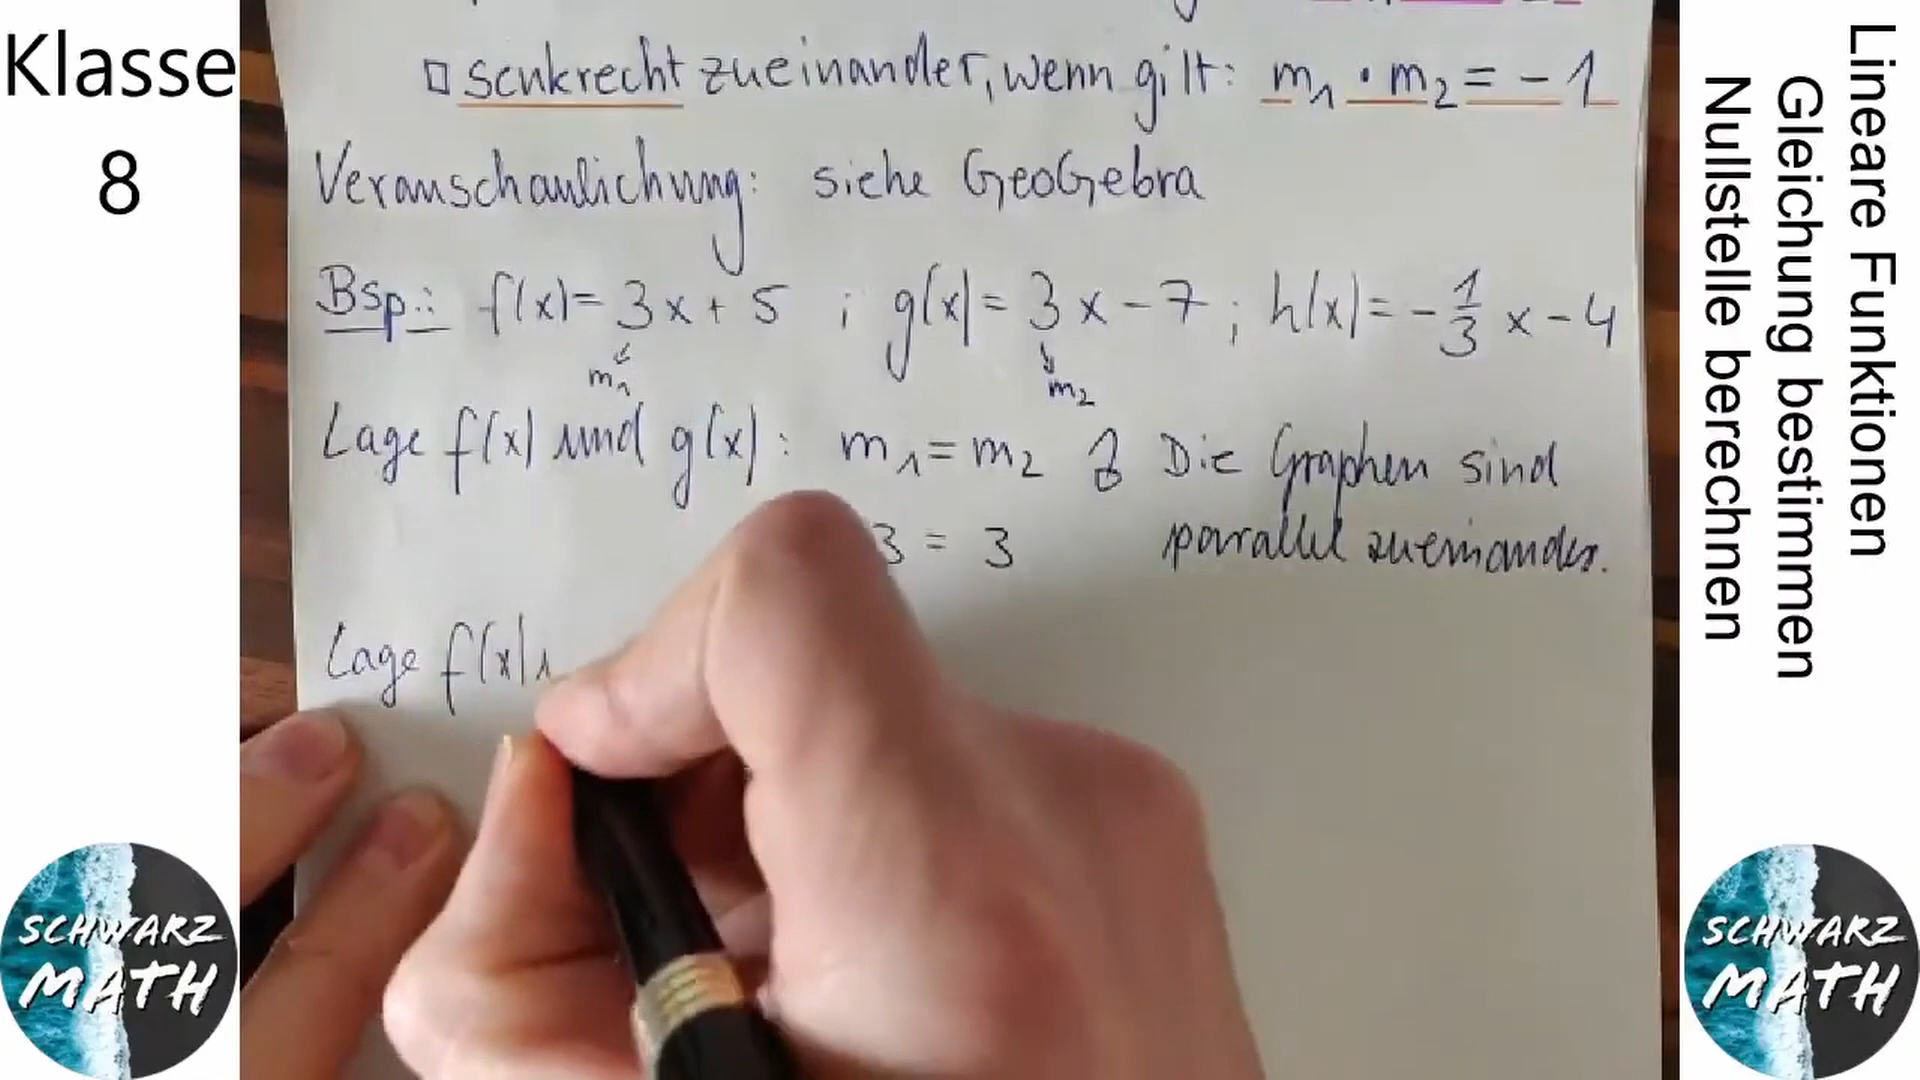 Klasse
8
□ senkrecht zueinander, wenn gilt: m₁ · m₂ = - 1
Veranschaulichung: siehe GeoGebra
Bsp.: f(x) = 3x + 5 ; g(x) = 3x - 7 ; h(x) = - 1/3 x - 4
m₁ m₂
Lage f(x) und g(x): m₁ = m₂ Die Graphen sind
3 = 3 parallel zueinander.
Lage f(x)
Lineare Funktionen
Gleichung bestimmen
Nullstelle berechnen
SCHWARZ
MATH
SCHWARZ
MATH